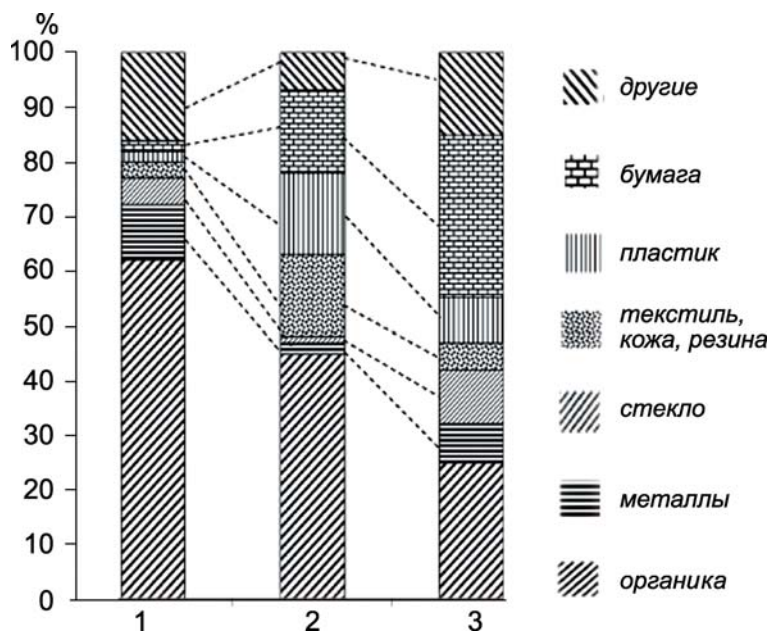 %
100
90
80
70
60
50
40
30
20
10
0
1 2 3
другие
бумага
пластик
текстиль,
кожа, резина
стекло
металлы
органика